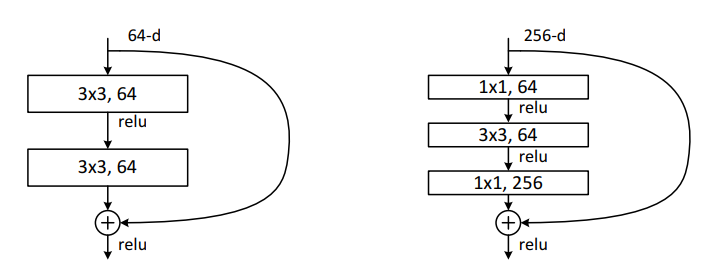 64-d
3x3, 64
relu
3x3, 64
relu
256-d
1x1, 64
relu
3x3, 64
relu
1x1, 256
relu